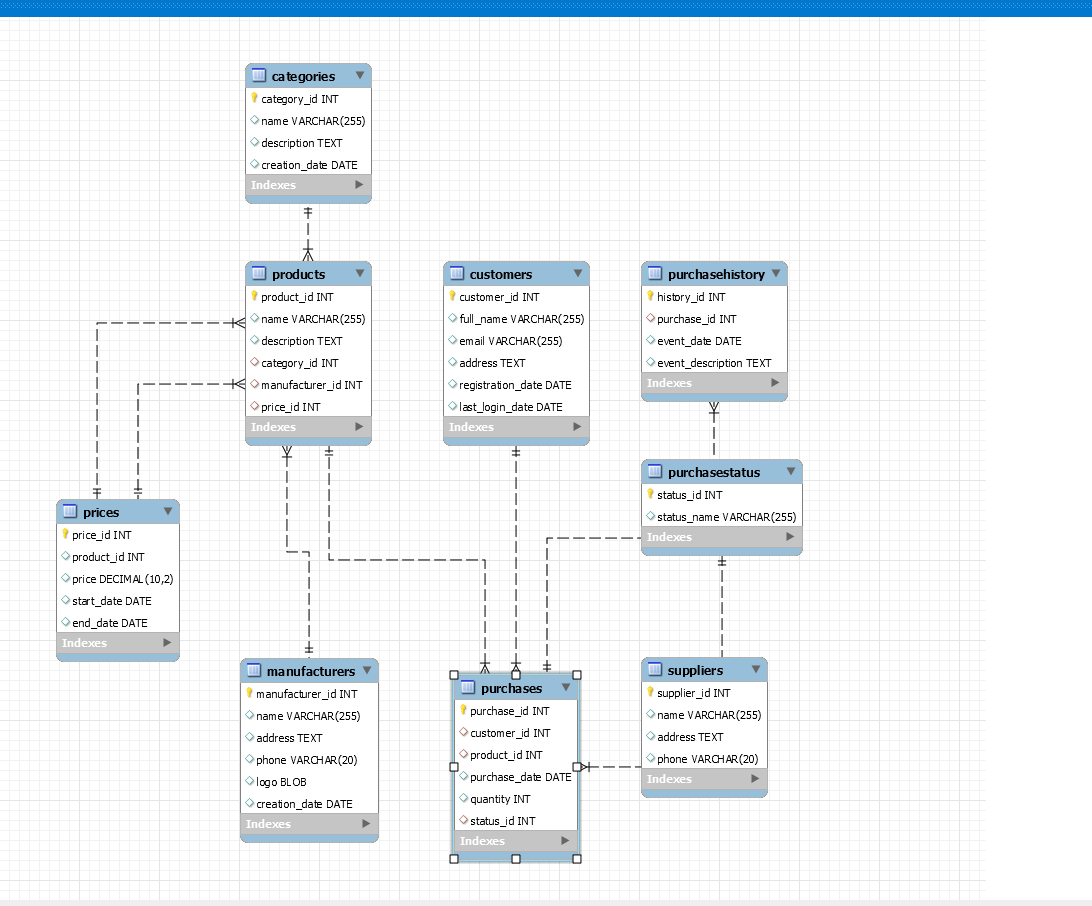 categories
category_id INT
name VARCHAR(255)
description TEXT
creation_date DATE
Indexes
products
product_id INT
name VARCHAR(255)
description TEXT
category_id INT
manufacturer_id INT
price_id INT
Indexes
customers
customer_id INT
full_name VARCHAR(255)
email VARCHAR(255)
address TEXT
registration_date DATE
last_login_date DATE
Indexes
purchasehistory
history_id INT
purchase_id INT
event_date DATE
event_description TEXT
Indexes
purchasestatus
status_id INT
status_name VARCHAR(255)
Indexes
prices
price_id INT
product_id INT
price DECIMAL(10,2)
start_date DATE
end_date DATE
Indexes
manufacturers
manufacturer_id INT
name VARCHAR(255)
address TEXT
phone VARCHAR(20)
logo BLOB
creation_date DATE
Indexes
purchases
purchase_id INT
customer_id INT
product_id INT
purchase_date DATE
quantity INT
status_id INT
Indexes
suppliers
supplier_id INT
name VARCHAR(255)
address TEXT
phone VARCHAR(20)
Indexes